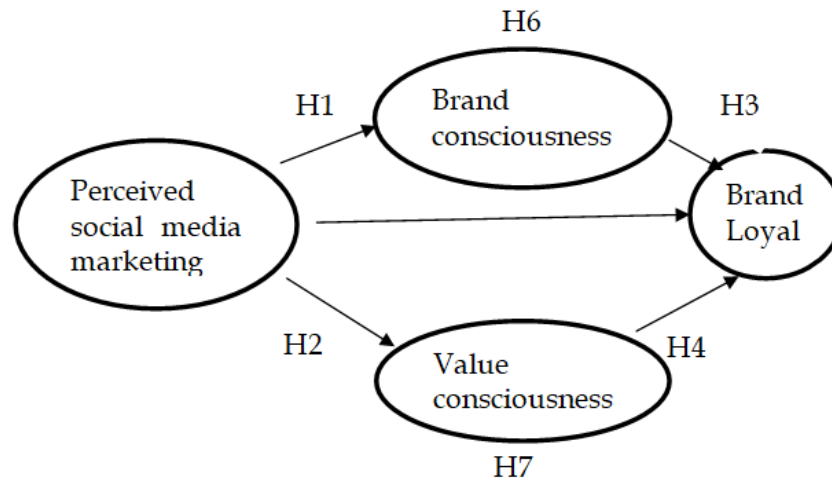 H6
H1
Brand
consciousness
H3
Perceived
social media
marketing
Brand
Loyal
H2
Value
consciousness
H4
H7